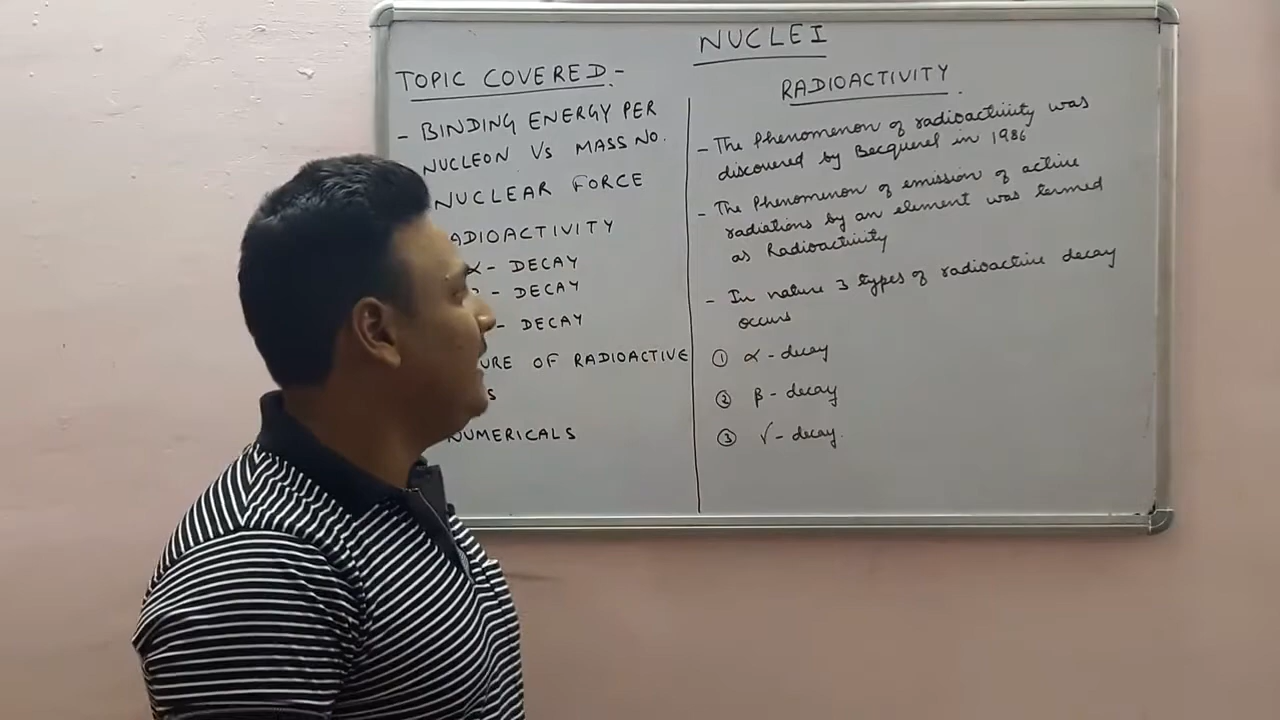 NUCLEI
TOPIC COVERED -
- BINDING ENERGY PER
NUCLEON VS MASS NO.
NUCLEAR FORCE
ADIOACTIVITY
α - DECAY
- DECAY
- DECAY
URE OF RADIOACTIVE
S
NUMERICALS
RADIOACTIVITY
- The Phenomenon of radioactivity was
discovered by Becquerel in 1986
- The Phenomenon of emission of active
radiations by an element was termed
as Radioactivity
- In nature 3 types of radioactive decay
occurs
① α - decay
② β - decay
③ γ - decay.